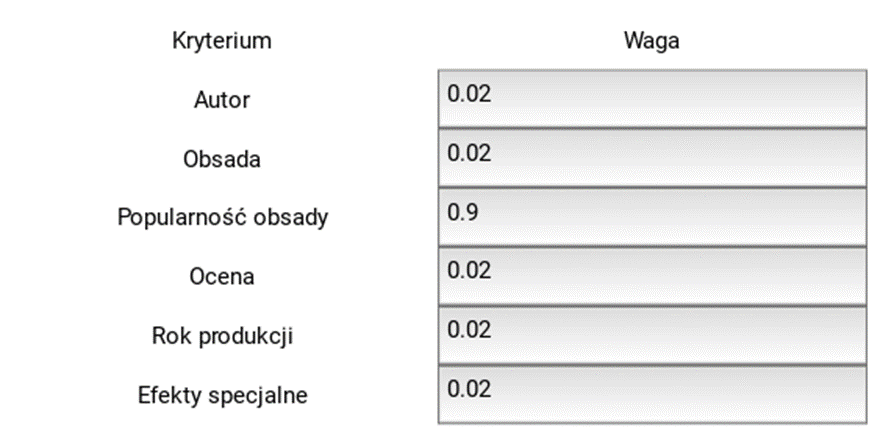 Kryterium Waga
Autor 0.02
Obsada 0.02
Popularność obsady 0.9
Ocena 0.02
Rok produkcji 0.02
Efekty specjalne 0.02